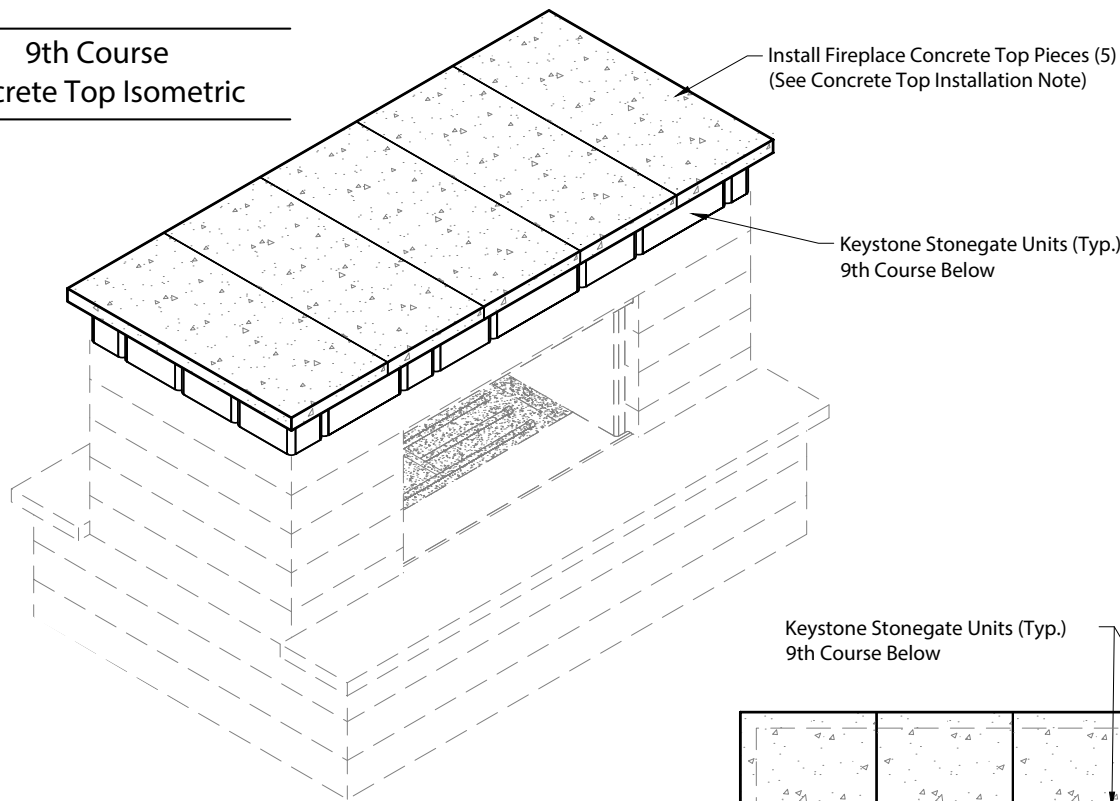 9th Course
crete Top Isometric
Install Fireplace Concrete Top Pieces (5)
(See Concrete Top Installation Note)
Keystone Stonegate Units (Typ.)
9th Course Below
Keystone Stonegate Units (Typ.)
9th Course Below